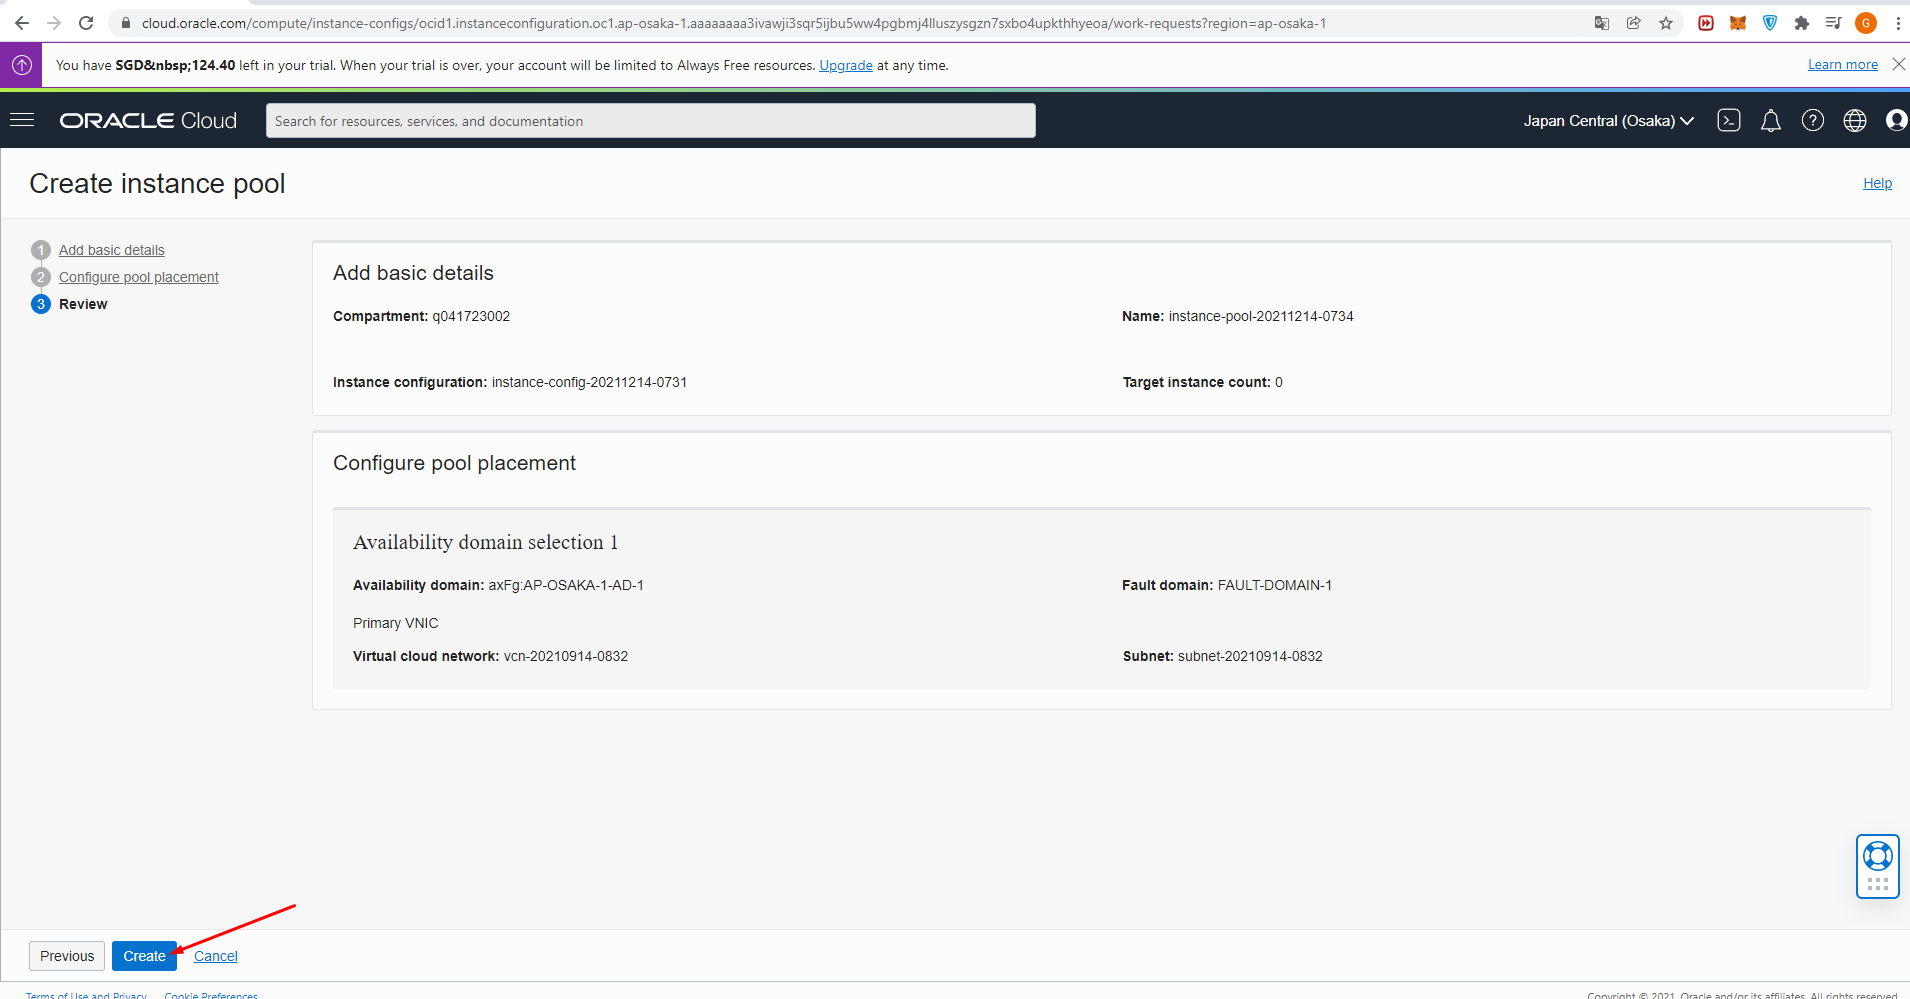 cloud.oracle.com/compute/instance-configs/ocid1.instanceconfiguration.oc1.ap-osaka-1.aaaaaaaa3ivawji3sqr5ijbu5ww4pgbmj4lluszysgzn7sxbo4upkthhyeoa/work-requests?region=ap-osaka-1
G
You have SGD&nbsp;124.40 left in your trial. When your trial is over, your account will be limited to Always Free resources. Upgrade at any time.
Learn more
ORACLE Cloud
Search for resources, services, and documentation
Japan Central (Osaka)
Create instance pool
Help
1 Add basic details
2 Configure pool placement
3 Review
Add basic details
Compartment: q041723002
Name: instance-pool-20211214-0734
Instance configuration: instance-config-20211214-0731
Target instance count: 0
Configure pool placement
Availability domain selection 1
Availability domain: axFg:AP-OSAKA-1-AD-1
Fault domain: FAULT-DOMAIN-1
Primary VNIC
Virtual cloud network: vcn-20210914-0832
Subnet: subnet-20210914-0832
Previous
Create
Cancel
Terms of Use and Privacy
Cookie Preferences
Copyright © 2021, Oracle and/or its affiliates. All rights reserved.